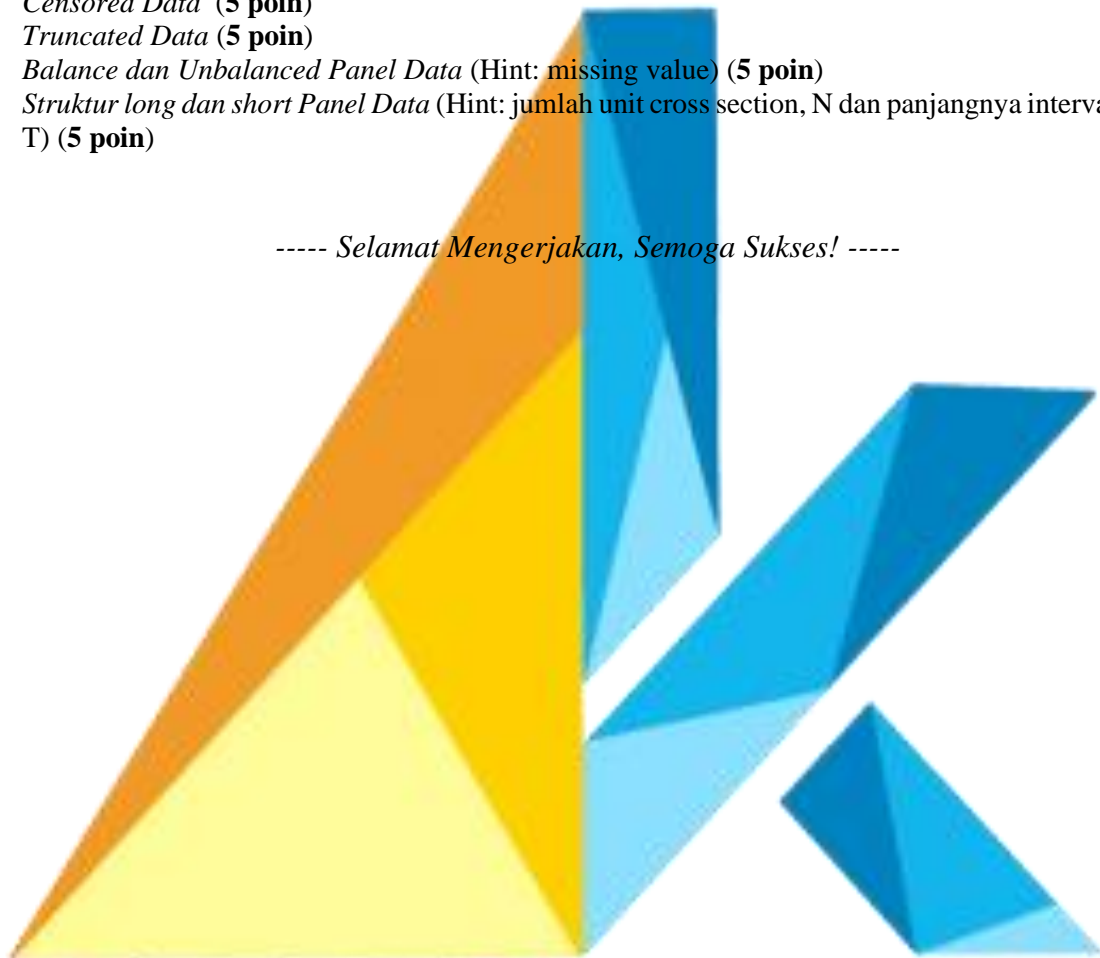 Censored Data (5 poin)
Truncated Data (5 poin)
Balance dan Unbalanced Panel Data (Hint: missing value) (5 poin)
Struktur long dan short Panel Data (Hint: jumlah unit cross section, N dan panjangnya
T) (5 poin)
----- Selamat Mengerjakan, Semoga Sukses! -----